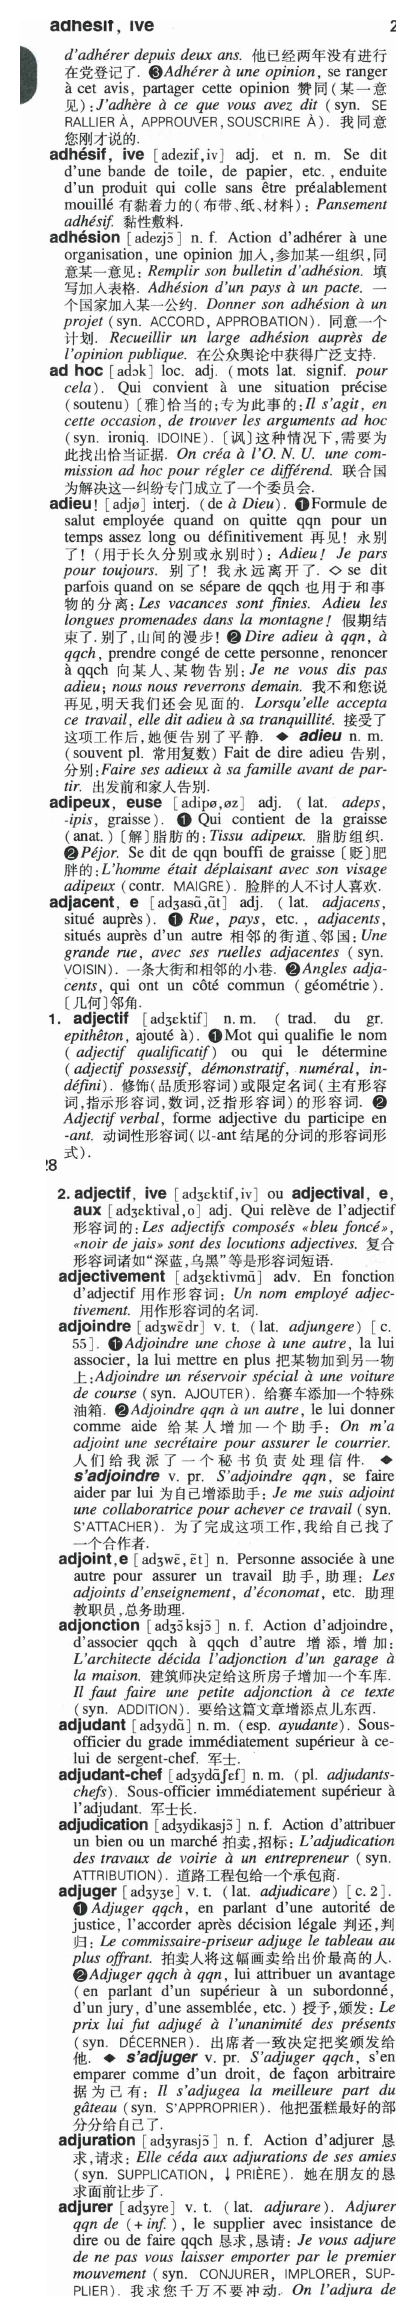 adhésif, ive
2
d'adhérer depuis deux ans. 他已经两年没有进行
在党登记了. ❸Adhérer à une opinion, se ranger
à cet avis, partager cette opinion 赞同(某一意
见):J'adhère à ce que vous avez dit (syn. SE
RALLIER À, APPROUVER, SOUSCRIRE À). 我同意
您刚才说的.
adhésif, ive [adezif,iv] adj. et n. m. Se dit
d'une bande de toile, de papier, etc., enduite
d'un produit qui colle sans être préalablement
mouillé 有黏着力的(布带、纸、材料): Pansement
adhésif. 黏性敷料.
adhésion [adezjɔ̃] n. f. Action d'adhérer à une
organisation, une opinion 加入,参加某一组织,同
意某一意见: Remplir son bulletin d'adhésion. 填
写加入表格. Adhésion d'un pays à un pacte. 一
个国家加入某一公约. Donner son adhésion à un
projet (syn. ACCORD, APPROBATION). 同意一个
计划. Recueillir un large adhésion auprès de
l'opinion publique. 在公众舆论中获得广泛支持.
ad hoc [adɔk] loc. adj. (mots lat. signif. pour
cela). Qui convient à une situation précise
(soutenu) [雅]恰当的;专为此事的:Il s'agit, en
cette occasion, de trouver les arguments ad hoc
(syn. ironiq. IDOINE). [讽]这种情况下,需要为
此找出恰当证据. On créa à l'O. N. U. une com-
mission ad hoc pour régler ce différend. 联合国
为解决这一纠纷专门成立了一个委员会.
adieu! [adjø] interj. (de à Dieu). ❶Formule de
salut employée quand on quitte qqn pour un
temps assez long ou définitivement 再见! 永别
了! (用于长久分别或永别时): Adieu! Je pars
pour toujours. 别了! 我永远离开了. ◇ se dit
parfois quand on se sépare de qqch 也用于和事
物的分离: Les vacances sont finies. Adieu les
longues promenades dans la montagne! 假期结
束了.别了,山间的漫步! ❷ Dire adieu à qqn, à
qqch, prendre congé de cette personne, renoncer
à qqch 向某人、某物告别: Je ne vous dis pas
adieu; nous nous reverrons demain. 我不和您说
再见,明天我们还会见面的. Lorsqu'elle accepta
ce travail, elle dit adieu à sa tranquillité. 接受了
这项工作后,她便告别了平静. ◆ adieu n. m.
(souvent pl. 常用复数) Fait de dire adieu 告别,
分别:Faire ses adieux à sa famille avant de par-
tir. 出发前和家人告别.
adipeux, euse [adipø,øz] adj. (lat. adeps,
-ipis, graisse). ❶ Qui contient de la graisse
(anat.) [解]脂肪的: Tissu adipeux. 脂肪组织.
❷Péjor. Se dit de qqn bouffi de graisse [贬]肥
胖的:L'homme était déplaisant avec son visage
adipeux (contr. MAIGRE). 脸胖的人不讨人喜欢.
adjacent, e [adʒasɑ̃,ɑ̃t] adj. (lat. adjacens,
situé auprès). ❶ Rue, pays, etc., adjacents,
situés auprès d'un autre 相邻的街道、邻国: Une
grande rue, avec ses ruelles adjacentes (syn.
VOISIN). 一条大街和相邻的小巷. ❷Angles adja-
cents, qui ont un côté commun (géométrie).
[几何]邻角.
1. adjectif [adʒɛktif] n. m. (trad. du gr.
epithêton, ajouté à). ❶Mot qui qualifie le nom
(adjectif qualificatif) ou qui le détermine
(adjectif possessif, démonstratif, numéral, in-
défini). 修饰(品质形容词)或限定名词(主有形容
词,指示形容词,数词,泛指形容词)的形容词. ❷
Adjectif verbal, forme adjective du participe en
-ant. 动词性形容词(以-ant 结尾的分词的形容词形
式).
28
2. adjectif, ive [adʒɛktif,iv] ou adjectival, e,
aux [adʒɛktival,o] adj. Qui relève de l'adjectif
形容词的: Les adjectifs composés «bleu foncé»,
«noir de jais» sont des locutions adjectives. 复合
形容词诸如“深蓝,乌黑”等是形容词短语.
adjectivement [adʒɛktivmɑ̃] adv. En fonction
d'adjectif 用作形容词: Un nom employé adjec-
tivement. 用作形容词的名词.
adjoindre [adʒwɛ̃dr] v. t. (lat. adjungere) [c.
55]. ❶Adjoindre une chose à une autre, la lui
associer, la lui mettre en plus 把某物加到另一物
上:Adjoindre un réservoir spécial à une voiture
de course (syn. AJOUTER). 给赛车添加一个特殊
油箱. ❷Adjoindre qqn à un autre, le lui donner
comme aide 给某人增加一个助手: On m'a
adjoint une secrétaire pour assurer le courrier.
人们给我派了一个秘书负责处理信件. ◆
s'adjoindre v. pr. S'adjoindre qqn, se faire
aider par lui 为自己增添助手: Je me suis adjoint
une collaboratrice pour achever ce travail (syn.
S'ATTACHER). 为了完成这项工作,我给自己找了
一个合作者.
adjoint,e [adʒwɛ̃, ɛ̃t] n. Personne associée à une
autre pour assurer un travail 助手,助理: Les
adjoints d'enseignement, d'économat, etc. 助理
教职员,总务助理.
adjonction [adʒɔ̃ksjɔ̃] n. f. Action d'adjoindre,
d'associer qqch à qqch d'autre 增添,增加:
L'architecte décida l'adjonction d'un garage à
la maison. 建筑师决定给这所房子增加一个车库.
Il faut faire une petite adjonction à ce texte
(syn. ADDITION). 要给这篇文章增添点儿东西.
adjudant [adʒydɑ̃] n. m. (esp. ayudante). Sous-
officier du grade immédiatement supérieur à ce-
lui de sergent-chef. 军士.
adjudant-chef [adʒydɑ̃ʃɛf] n. m. (pl. adjudants-
chefs). Sous-officier immédiatement supérieur à
l'adjudant. 军士长.
adjudication [adʒydikasjɔ̃] n. f. Action d'attribuer
un bien ou un marché 拍卖,招标: L'adjudication
des travaux de voirie à un entrepreneur (syn.
ATTRIBUTION). 道路工程包给一个承包商.
adjuger [adʒyʒe] v. t. (lat. adjudicare) [c. 2].
❶ Adjuger qqch, en parlant d'une autorité de
justice, l'accorder après décision légale 判还,判
归: Le commissaire-priseur adjuge le tableau au
plus offrant. 拍卖人将这幅画卖给出价最高的人.
❷Adjuger qqch à qqn, lui attribuer un avantage
(en parlant d'un supérieur à un subordonné,
d'un jury, d'une assemblée, etc.) 授予,颁发: Le
prix lui fut adjugé à l'unanimité des présents
(syn. DÉCERNER). 出席者一致决定把奖颁发给
他. ◆ s'adjuger v. pr. S'adjuger qqch, s'en
emparer comme d'un droit, de façon arbitraire
据为己有: Il s'adjugea la meilleure part du
gâteau (syn. S'APPROPRIER). 他把蛋糕最好的部
分分给自己了.
adjuration [adʒyrasjɔ̃] n. f. Action d'adjurer 恳
求,请求: Elle céda aux adjurations de ses amies
(syn. SUPPLICATION, ↓PRIÈRE). 她在朋友的恳
求面前让步了.
adjurer [adʒyre] v. t. (lat. adjurare). Adjurer
qqn de (+ inf.), le supplier avec insistance de
dire ou de faire qqch 恳求,恳请: Je vous adjure
de ne pas vous laisser emporter par le premier
mouvement (syn. CONJURER, IMPLORER, SUP-
PLIER). 我求您千万不要冲动. On l'adjura de